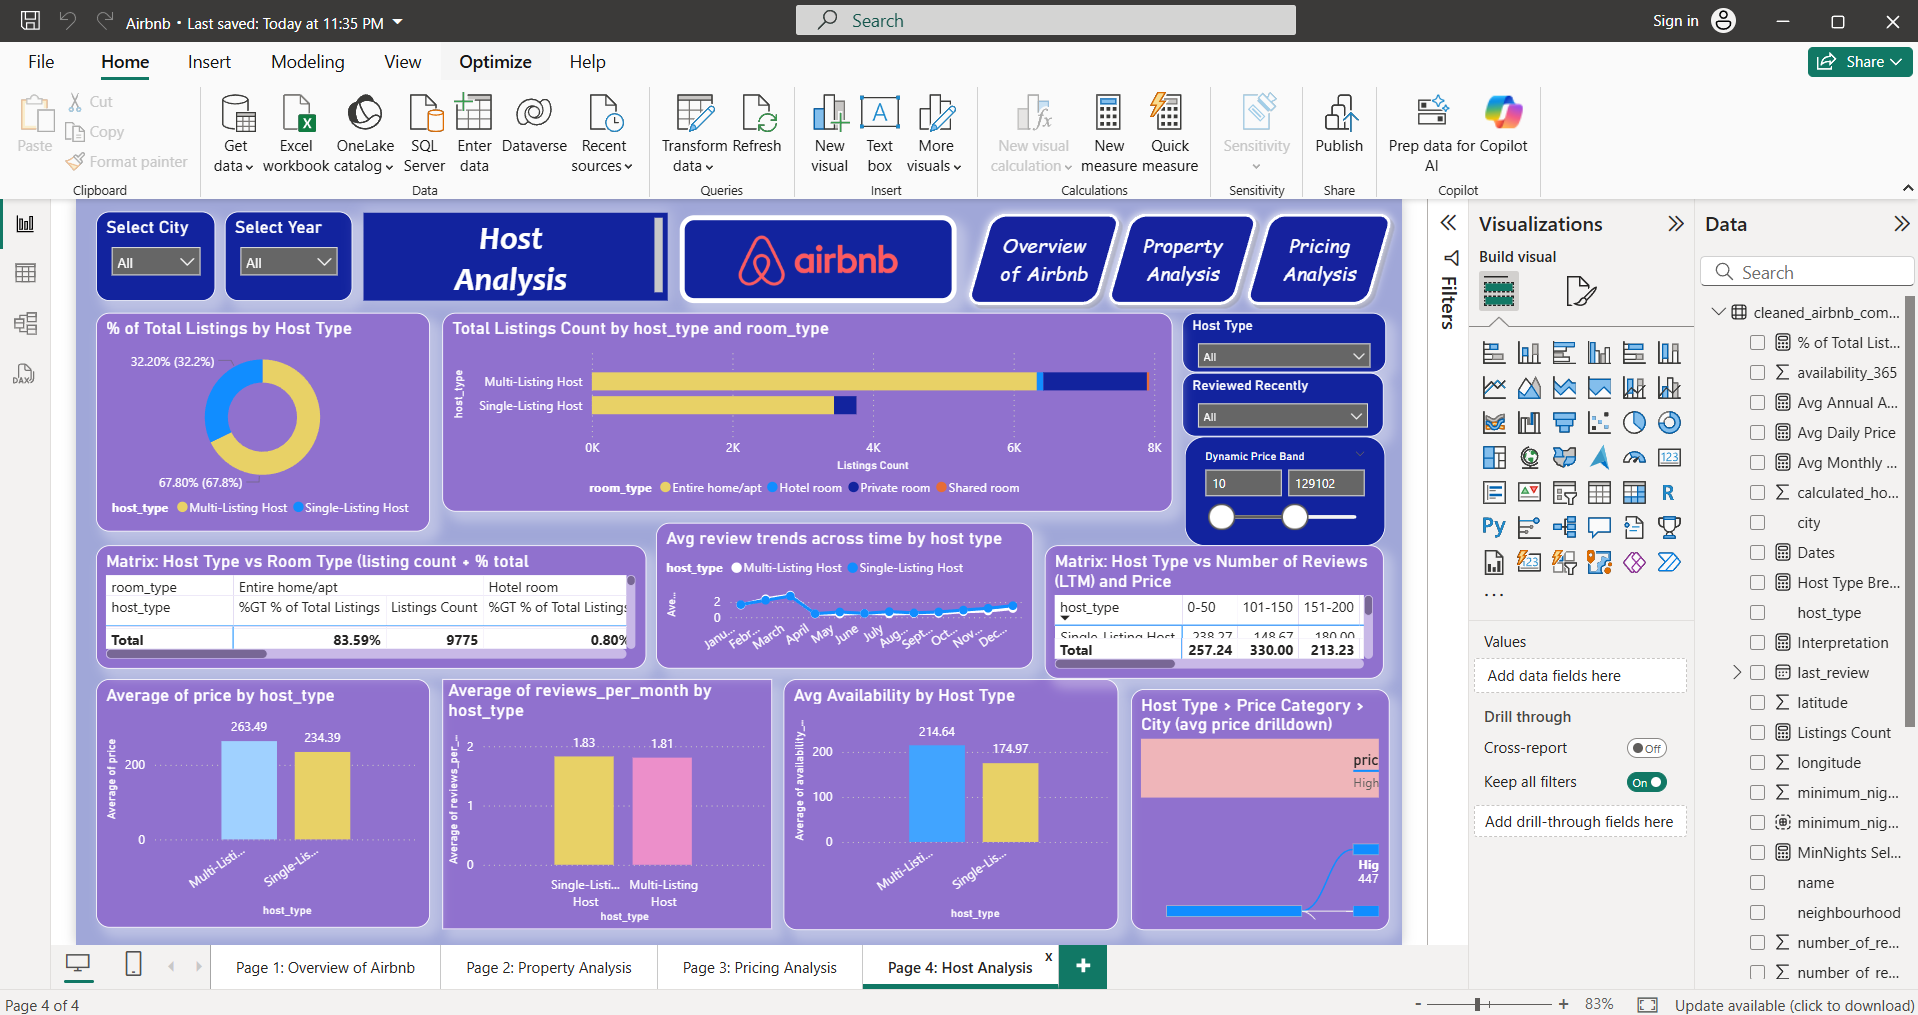 Airbnb • Last saved: Today at 11:35 PM
Search
Sign in
File
Home
Insert
Modeling
View
Optimize
Help
Share
Paste
Cut
Copy
Format painter
Clipboard
Get data
Excel workbook
OneLake catalog
SQL Server
Enter data
Dataverse
Recent sources
Data
Transform data
Refresh
Queries
New visual
Text box
More visuals
Insert
New visual calculation
New measure
Quick measure
Calculations
Sensitivity
Sensitivity
Publish
Share
Prep data for AI
Copilot
Copilot
Select City
All
Select Year
All
Host
Analysis
airbnb
Overview
of Airbnb
Property
Analysis
Pricing
Analysis
% of Total Listings by Host Type
32.20% (32.2%)
67.80% (67.8%)
host_type Multi-Listing Host Single-Listing Host
Total Listings Count by host_type and room_type
host_type
Multi-Listing Host
Single-Listing Host
0K 2K 4K 6K 8K
Listings Count
room_type Entire home/apt Hotel room Private room Shared room
Host Type
All
Reviewed Recently
All
Dynamic Price Band
10 129102
Matrix: Host Type vs Room Type (listing count + % total
room_type Entire home/apt Hotel room
host_type %GT % of Total Listings Listings Count %GT % of Total Listings
Total 83.59% 9775 0.80%
Avg review trends across time by host type
host_type Multi-Listing Host Single-Listing Host
Ave...
2
0
Janu... Febr... March April May June July Aug... Sept... Oct... Nov... Dec...
Matrix: Host Type vs Number of Reviews
(LTM) and Price
host_type 0-50 101-150 151-200
Single-Listing Host 238.27 148.67 180.00
Total 257.24 330.00 213.23
Average of price by host_type
Average of price
263.49
234.39
200
0
Multi-Listi...
Single-Lis...
host_type
Average of reviews_per_month by
host_type
Average of reviews_per_...
2
1
0
1.83
1.81
Single-Listi...
Host
Multi-Listing
Host
host_type
Avg Availability by Host Type
Average of availability_...
214.64
174.97
200
100
0
Multi-Listi...
Single-Lis...
host_type
Host Type > Price Category >
City (avg price drilldown)
pric
High
Hig
447
Filters
Visualizations
Build visual
123
R
Py
123
...
Values
Add data fields here
Drill through
Cross-report
Off
Keep all filters
On
Add drill-through fields here
Data
Search
cleaned_airbnb_com...
% of Total List...
availability_365
Avg Annual A...
Avg Daily Price
Avg Monthly ...
calculated_ho...
city
Dates
Host Type Bre...
host_type
Interpretation
last_review
latitude
Listings Count
longitude
minimum_nig...
minimum_nig...
MinNights Sel...
name
neighbourhood
number_of_re...
number_of_re...
DAX
Page 1: Overview of Airbnb
Page 2: Property Analysis
Page 3: Pricing Analysis
Page 4: Host Analysis
x
+
Page 4 of 4
- + 83%
Update available (click to download)